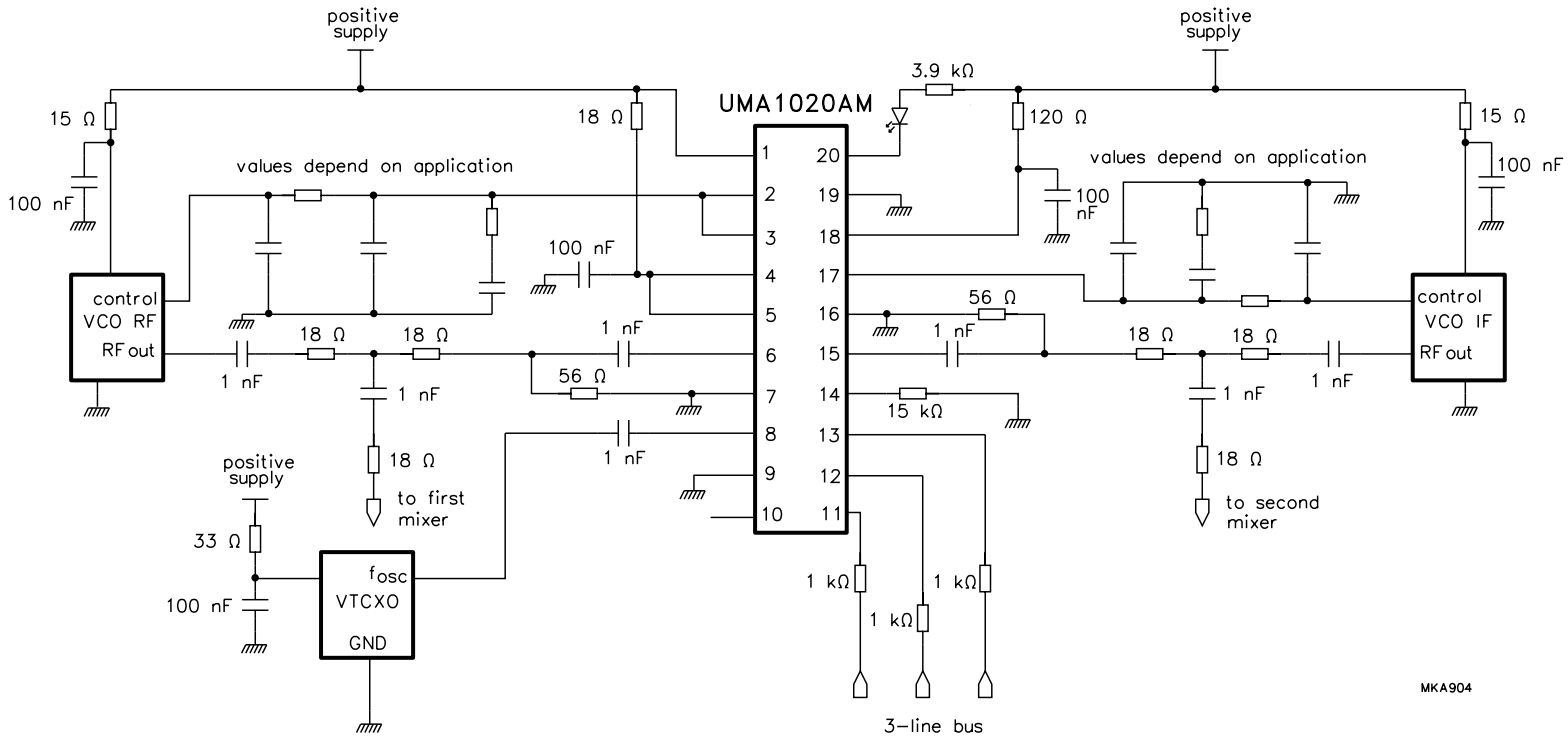 positive
supply
positive
supply
3.9 kΩ
UMA1020AM
15 Ω
18 Ω
120 Ω
15 Ω
1
20
values depend on application
values depend on application
100 nF
100 nF
2
19
100
nF
3
18
100 nF
4
17
control
VCO RF
RFout
5
16
56 Ω
control
VCO IF
RFout
18 Ω
18 Ω
1 nF
1 nF
18 Ω
18 Ω
6
15
1 nF
56 Ω
1 nF
1 nF
7
14
1 nF
15 kΩ
8
13
1 nF
18 Ω
18 Ω
positive
supply
9
12
to first
mixer
to second
mixer
10
11
33 Ω
fosc
VTCXO
GND
100 nF
1 kΩ
1 kΩ
1 kΩ
3-line bus
MKA904